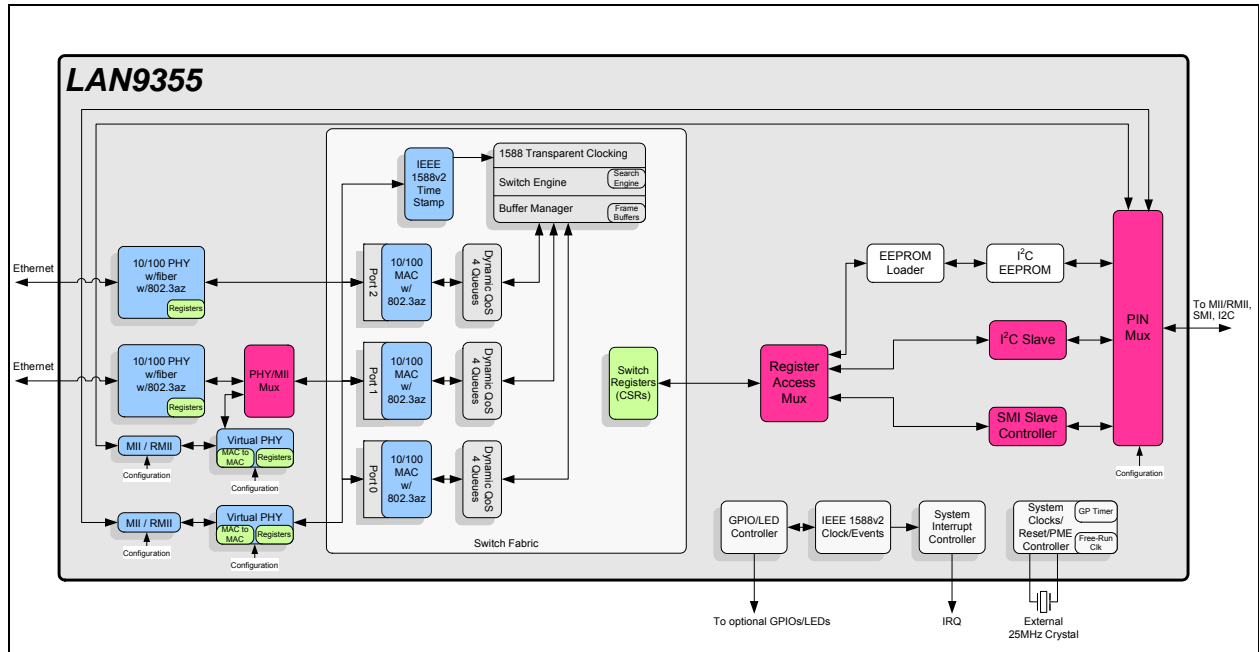 LAN9355
IEEE
1588v2
Time
Stamp
1588 Transparent Clocking
Switch Engine
Search
Engine
Buffer Manager
Frame
Buffers
Ethernet
10/100 PHY
w/fiber
w/802.3az
Registers
Port 2
10/100
MAC
w/
802.3az
Dynamic QoS
4 Queues
EEPROM
Loader
I2C
EEPROM
PIN
Mux
To MII/RMII,
SMI, I2C
Ethernet
10/100 PHY
w/fiber
w/802.3az
Registers
PHY/MII
Mux
Port 1
10/100
MAC
w/
802.3az
Dynamic QoS
4 Queues
Switch
Registers
(CSRs)
Register
Access
Mux
I2C Slave
SMI Slave
Controller
Configuration
MII / RMII
Configuration
Virtual PHY
MAC to
MAC
Registers
Configuration
Port 0
10/100
MAC
w/
802.3az
Dynamic QoS
4 Queues
MII / RMII
Configuration
Virtual PHY
MAC to
MAC
Registers
Configuration
Switch Fabric
GPIO/LED
Controller
IEEE 1588v2
Clock/Events
System
Interrupt
Controller
System
Clocks/
Reset/PME
Controller
GP Timer
Free-Run
Clk
To optional GPIOs/LEDs
IRQ
External
25MHz Crystal